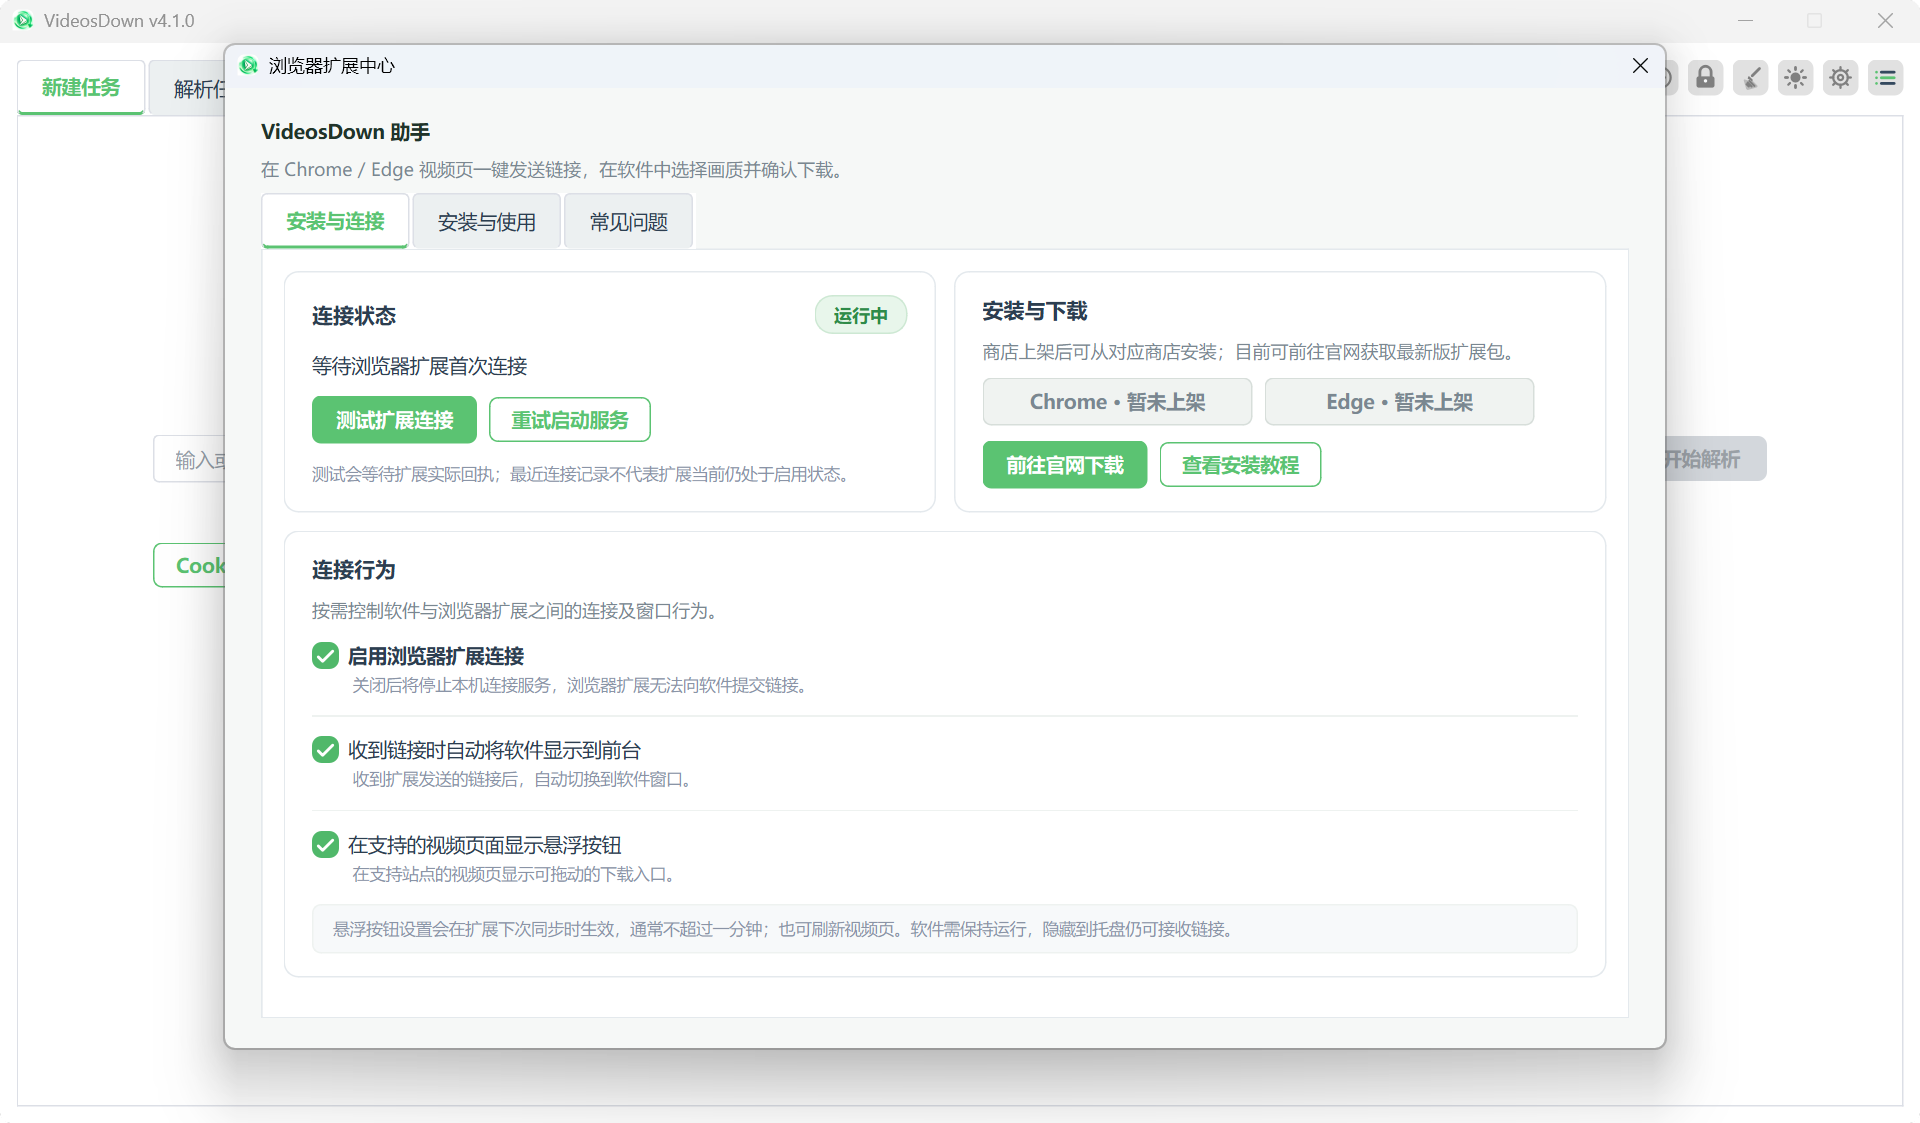 VideosDown v4.1.0
浏览器扩展中心
新建任务
解析任
VideosDown 助手
在 Chrome / Edge 视频页一键发送链接，在软件中选择画质并确认下载。
安装与连接
安装与使用
常见问题
连接状态
运行中
等待浏览器扩展首次连接
测试扩展连接
重试启动服务
测试会等待扩展实际回执；最近连接记录不代表扩展当前仍处于启用状态。
安装与下载
商店上架后可从对应商店安装；目前可前往官网获取最新版扩展包。
Chrome • 暂未上架
Edge • 暂未上架
前往官网下载
查看安装教程
输入或
开始解析
Cook
连接行为
按需控制软件与浏览器扩展之间的连接及窗口行为。
启用浏览器扩展连接
关闭后将停止本机连接服务，浏览器扩展无法向软件提交链接。
收到链接时自动将软件显示到前台
收到扩展发送的链接后，自动切换到软件窗口。
在支持的视频页面显示悬浮按钮
在支持站点的视频页显示可拖动的下载入口。
悬浮按钮设置会在扩展下次同步时生效，通常不超过一分钟；也可刷新视频页。软件需保持运行，隐藏到托盘仍可接收链接。